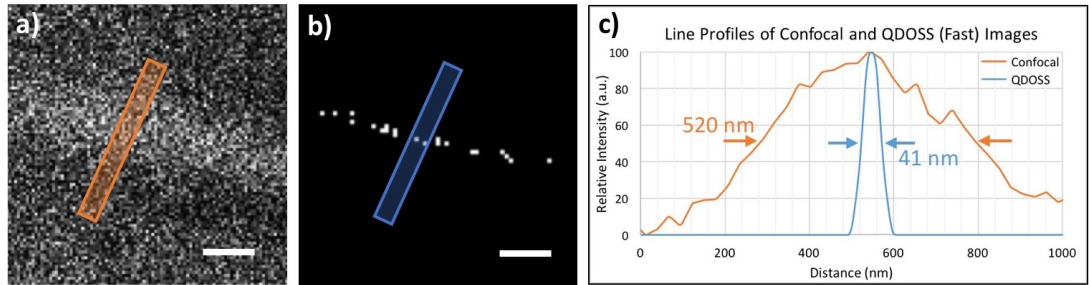 a)
b)
c)
Line Profiles of Confocal and QDOSS (Fast) Images
Relative Intensity (a.u.)
100
80
60
40
20
0
Confocal
QDOSS
520 nm
41 nm
0 200 400 600 800 1000
Distance (nm)